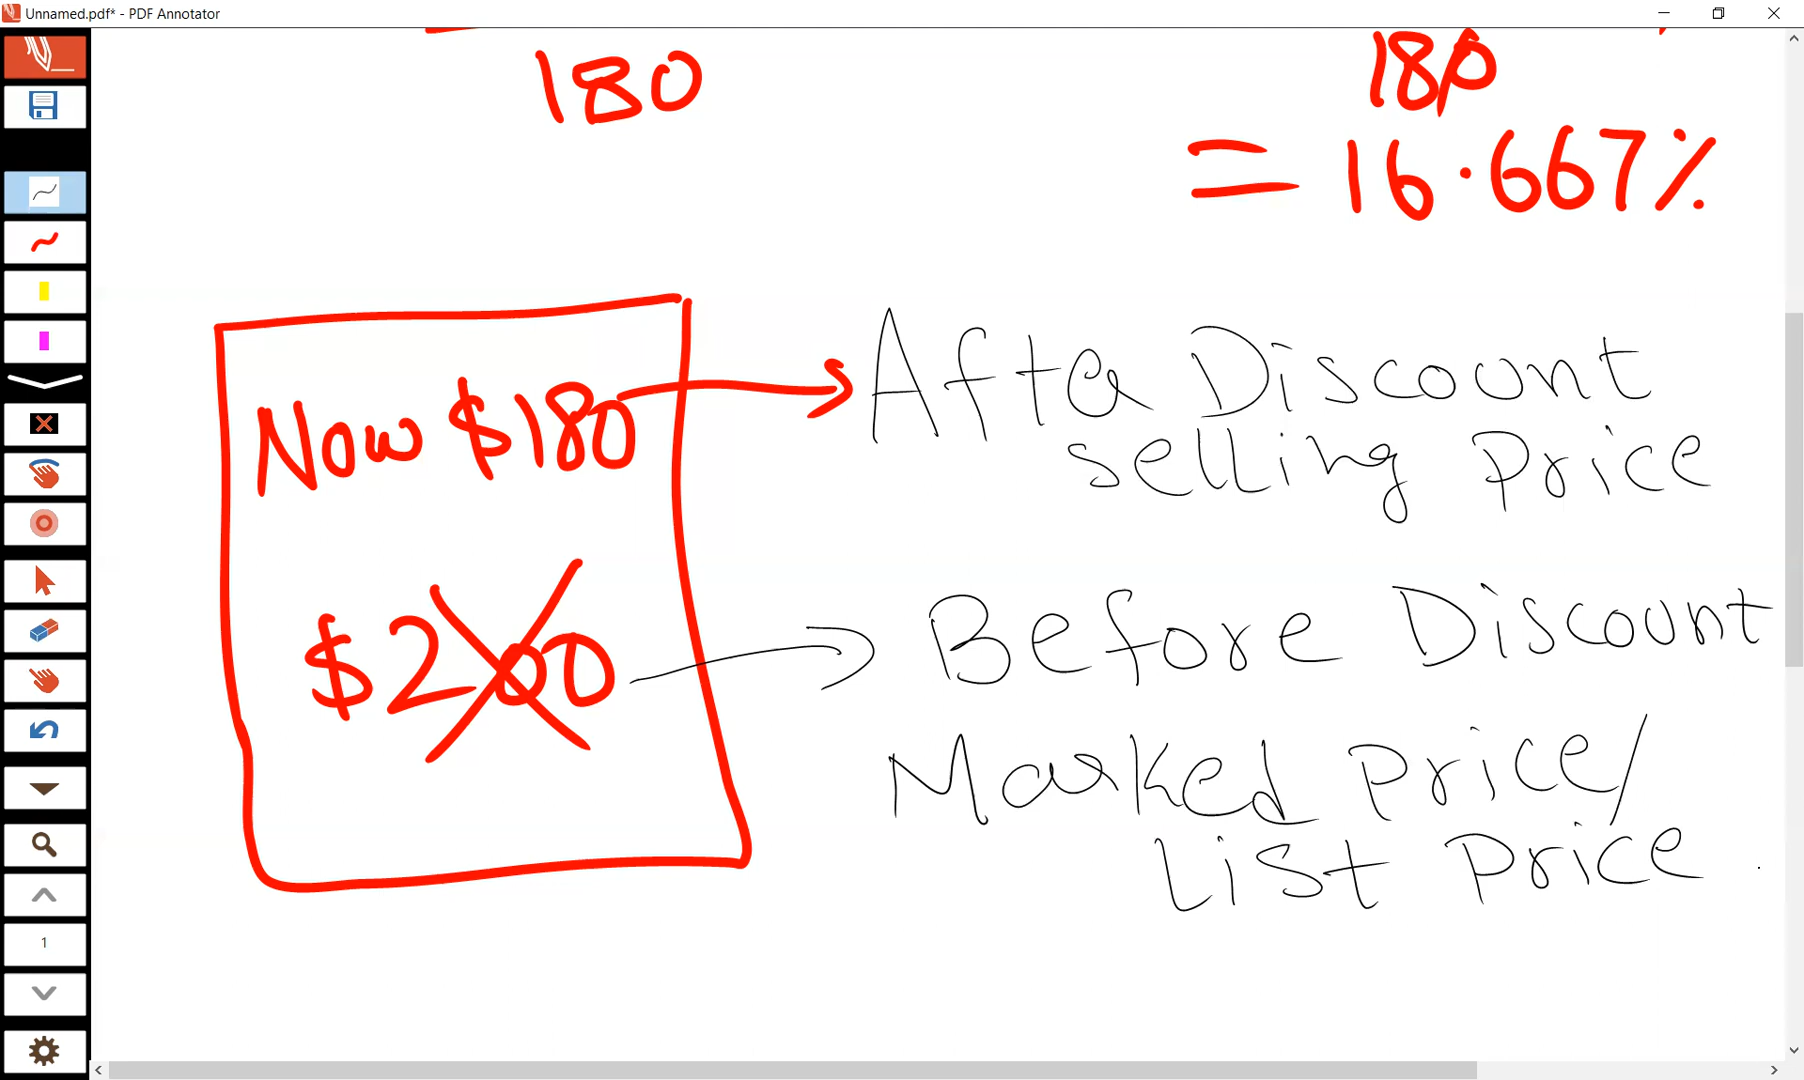 Unnamed.pdf* - PDF Annotator
180
180
= 16.667%
Now $180
After Discount
selling Price
$200
Before Discount
Marked Price/
List Price.
1